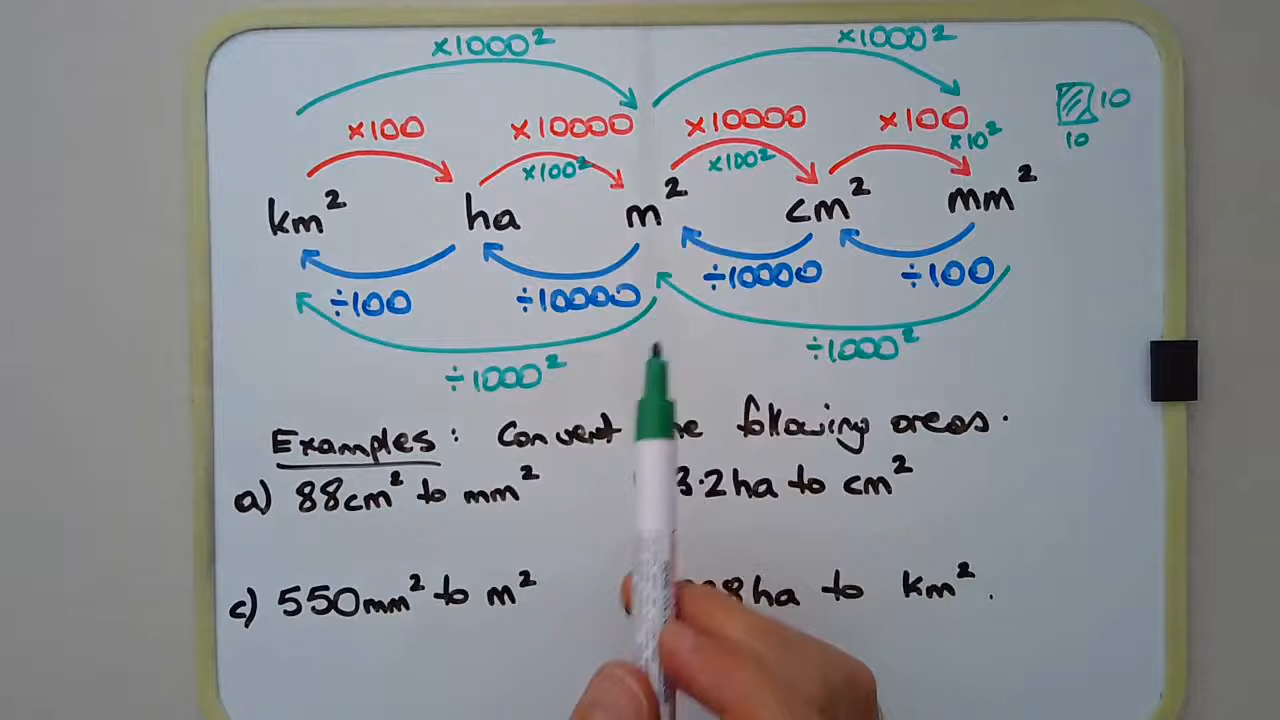 ×1000² ×1000²
×100 ×10000 ×10000 ×100 10
×100² ×100² ×10² 10
km² ha m² cm² mm²
÷100 ÷10000 ÷10000 ÷100
÷1000² ÷1000²
Examples: Convert following areas.
a) 88cm² to mm² 3.2ha to cm²
c) 550mm² to m² ha to km².